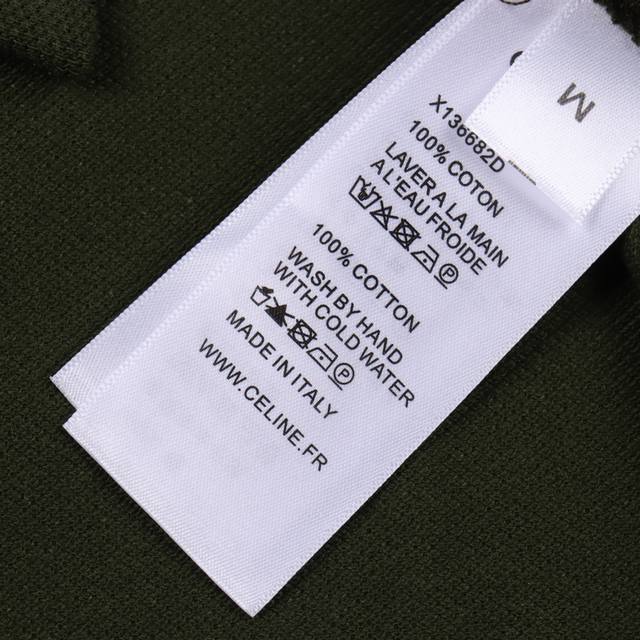 M
X136682D
100% COTON
LAVER A LA MAIN
A L'EAU FROIDE
100% COTTON
WASH BY HAND
WITH COLD WATER
MADE IN ITALY
WWW.CELINE.FR